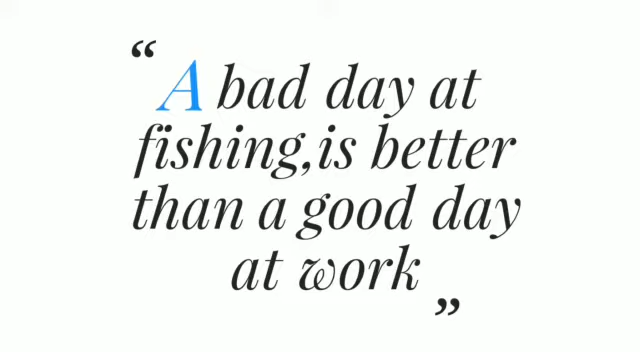 “A bad day at
fishing,is better
than a good day
at work”